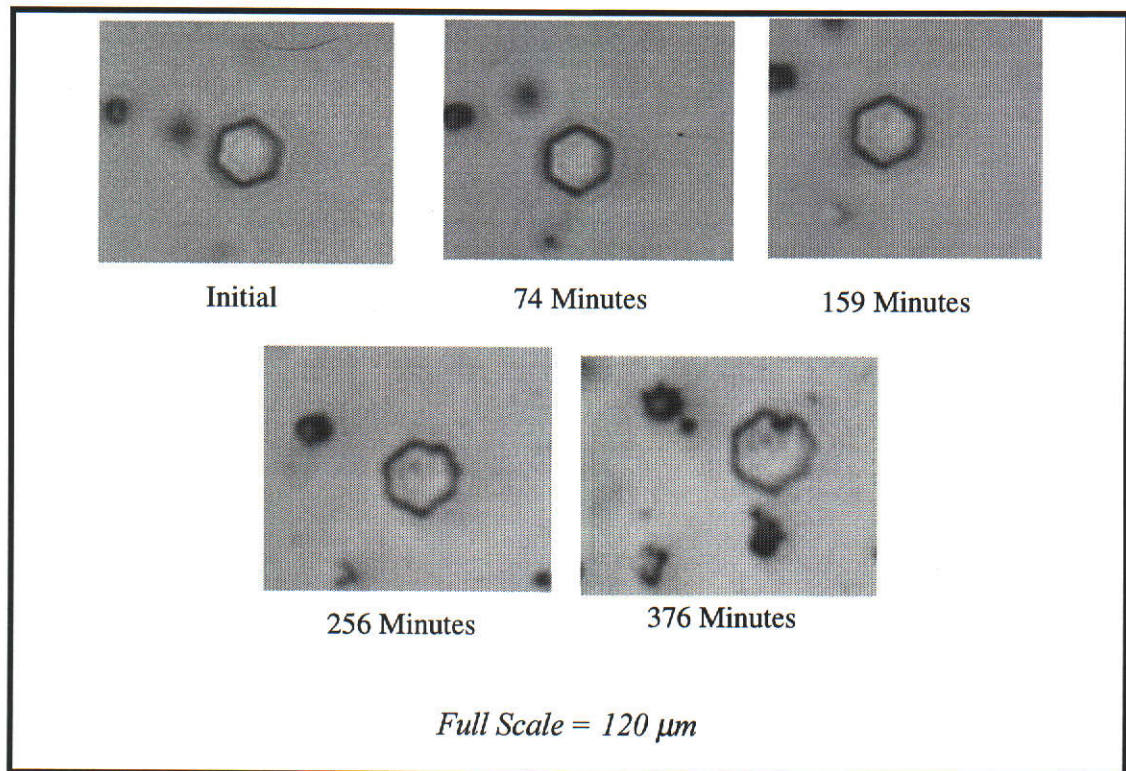 Initial
74 Minutes
159 Minutes
256 Minutes
376 Minutes
Full Scale = 120 μm